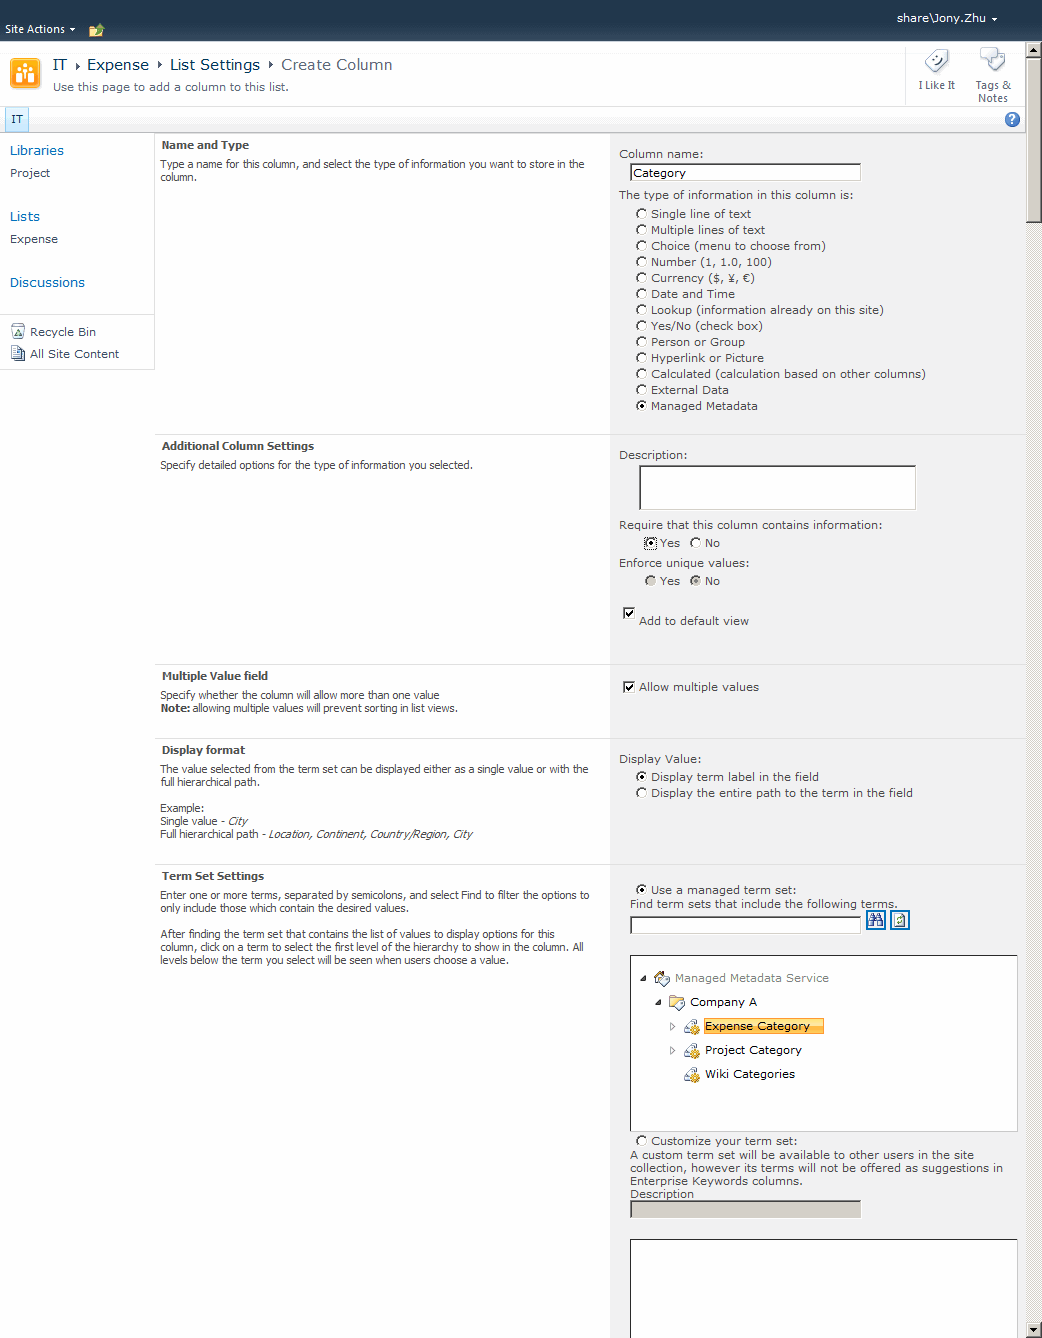 share\Jony.Zhu
Site Actions
IT ▸ Expense ▸ List Settings ▸ Create Column
Use this page to add a column to this list.
I Like It
Tags &
Notes
IT
Libraries
Project
Lists
Expense
Discussions
Recycle Bin
All Site Content
Name and Type
Type a name for this column, and select the type of information you want to store in the
column.
Column name:
Category
The type of information in this column is:
Single line of text
Multiple lines of text
Choice (menu to choose from)
Number (1, 1.0, 100)
Currency ($, ¥, €)
Date and Time
Lookup (information already on this site)
Yes/No (check box)
Person or Group
Hyperlink or Picture
Calculated (calculation based on other columns)
External Data
Managed Metadata
Additional Column Settings
Specify detailed options for the type of information you selected.
Description:
Require that this column contains information:
Yes No
Enforce unique values:
Yes No
Add to default view
Multiple Value field
Specify whether the column will allow more than one value
Note: allowing multiple values will prevent sorting in list views.
Allow multiple values
Display format
The value selected from the term set can be displayed either as a single value or with the
full hierarchical path.
Example:
Single value - City
Full hierarchical path - Location, Continent, Country/Region, City
Display Value:
Display term label in the field
Display the entire path to the term in the field
Term Set Settings
Enter one or more terms, separated by semicolons, and select Find to filter the options to
only include those which contain the desired values.
After finding the term set that contains the list of values to display options for this
column, click on a term to select the first level of the hierarchy to show in the column. All
levels below the term you select will be seen when users choose a value.
Use a managed term set:
Find term sets that include the following terms.
Managed Metadata Service
Company A
Expense Category
Project Category
Wiki Categories
Customize your term set:
A custom term set will be available to other users in the site
collection, however its terms will not be offered as suggestions in
Enterprise Keywords columns.
Description